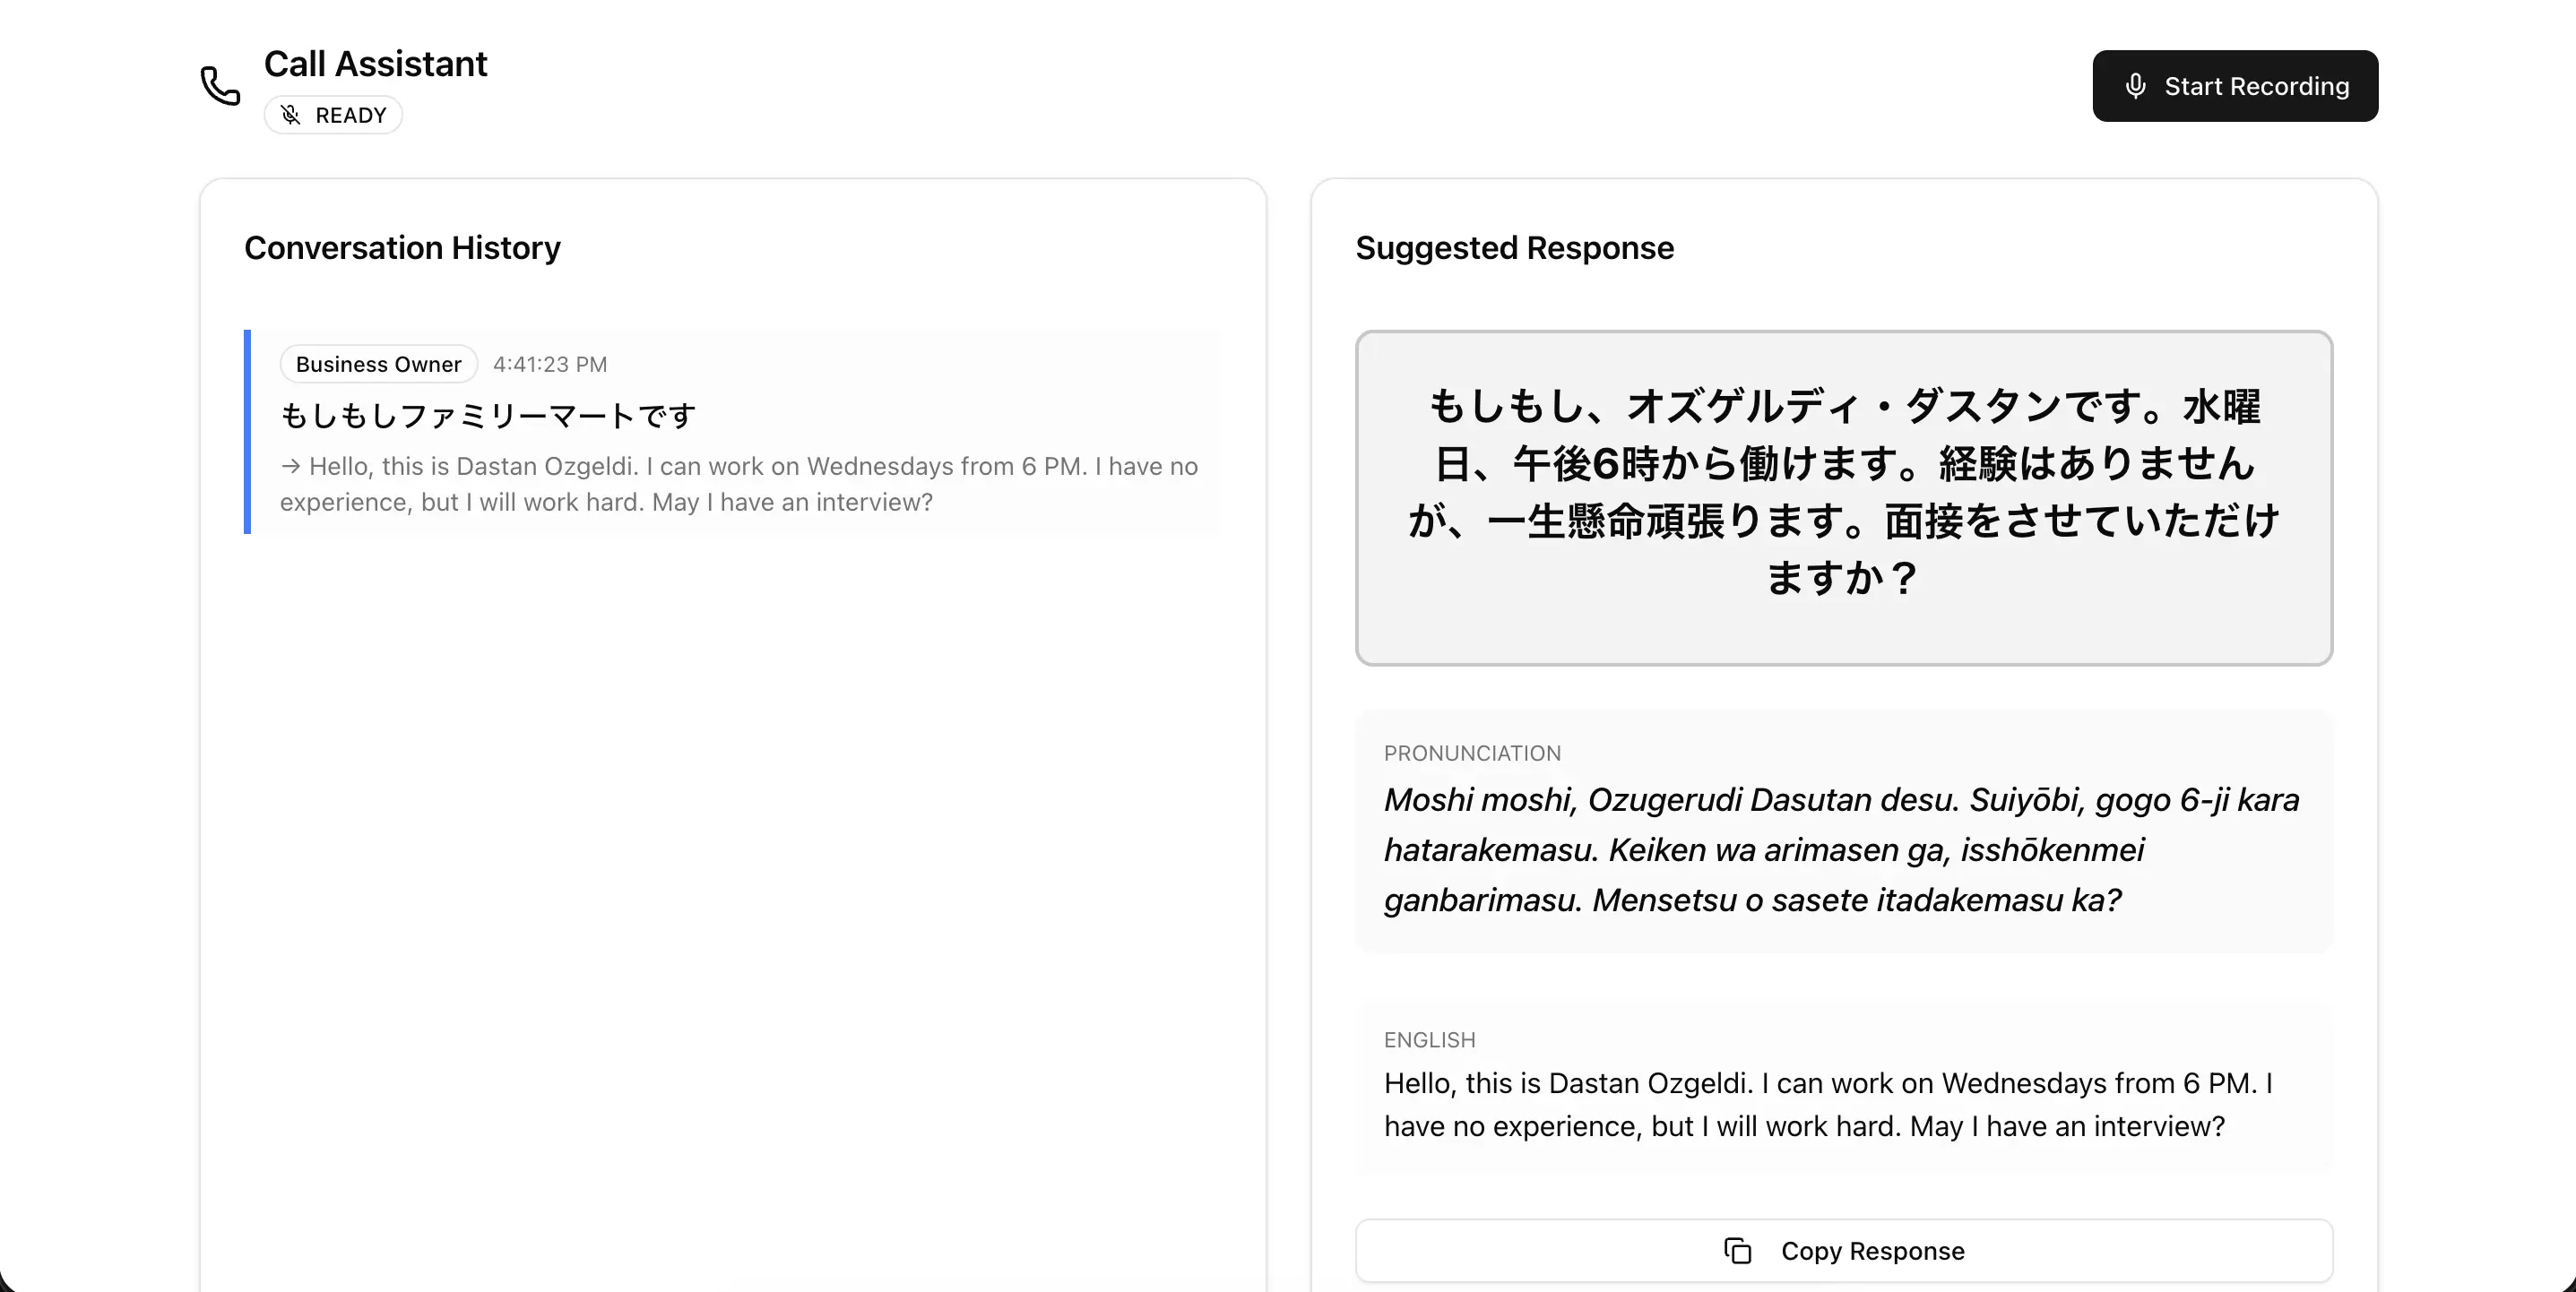 Call Assistant
READY
Start Recording
Conversation History
Business Owner 4:41:23 PM
もしもしファミリーマートです
→ Hello, this is Dastan Ozgeldi. I can work on Wednesdays from 6 PM. I have no
experience, but I will work hard. May I have an interview?
Suggested Response
もしもし、オズゲルディ・ダスタンです。水曜
日、午後6時から働けます。経験はありません
が、一生懸命頑張ります。面接をさせていただけ
ますか？
PRONUNCIATION
Moshi moshi, Ozugerudi Dasutan desu. Suiyōbi, gogo 6-ji kara
hatarakemasu. Keiken wa arimasen ga, isshōkenmei
ganbarimasu. Mensetsu o sasete itadakemasu ka?
ENGLISH
Hello, this is Dastan Ozgeldi. I can work on Wednesdays from 6 PM. I
have no experience, but I will work hard. May I have an interview?
Copy Response